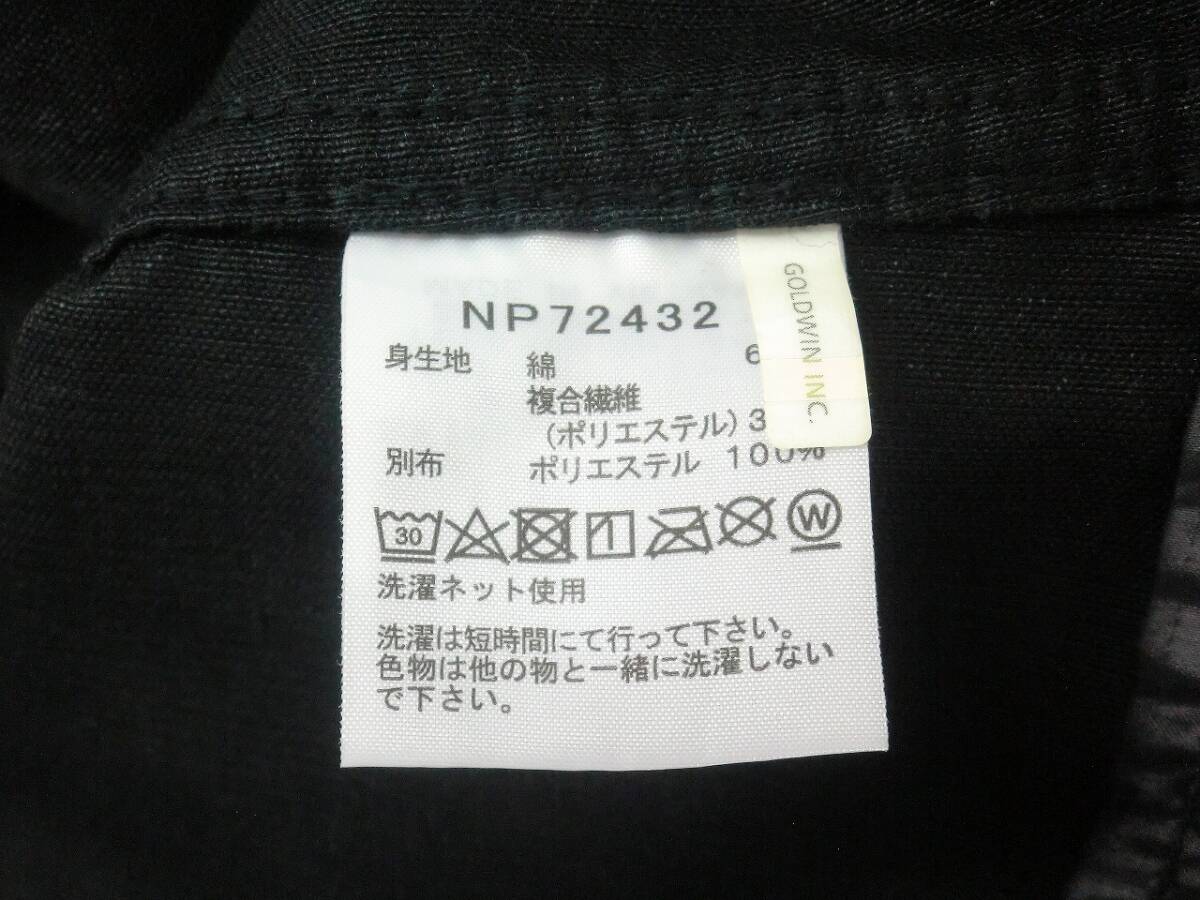 NP72432
GOLDWIN INC.
身生地 綿 6
複合繊維
(ポリエステル) 3
別布 ポリエステル 100%
30
W
洗濯ネット使用
洗濯は短時間にて行って下さい。
色物は他の物と一緒に洗濯しない
で下さい。